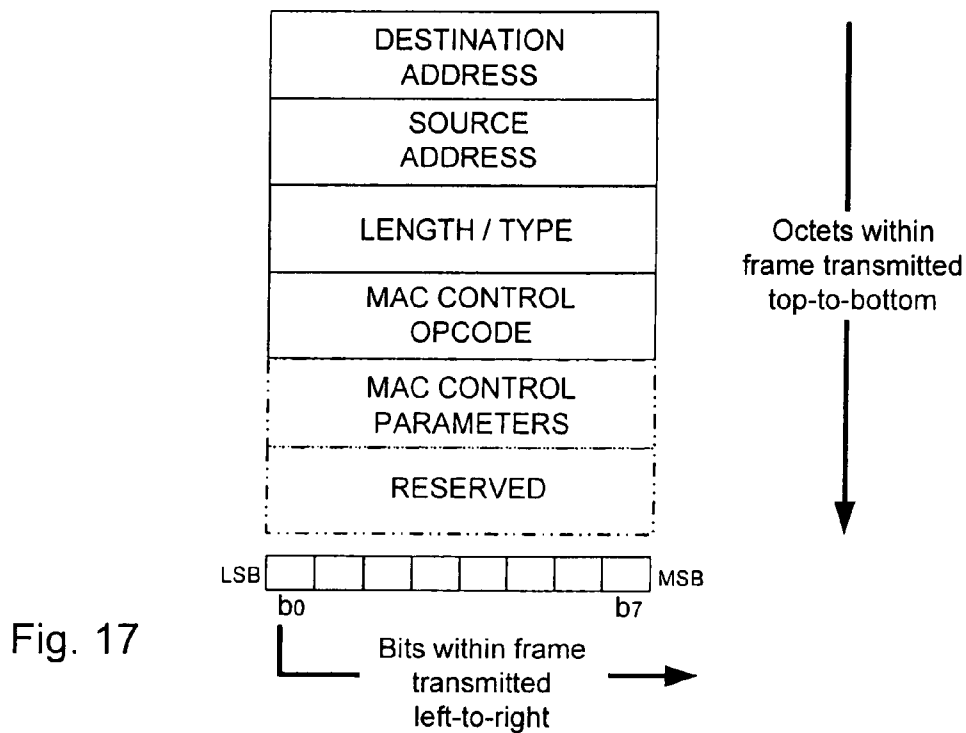 DESTINATION
ADDRESS
SOURCE
ADDRESS
LENGTH / TYPE
MAC CONTROL
OPCODE
MAC CONTROL
PARAMETERS
RESERVED
Octets within
frame transmitted
top-to-bottom
LSB
MSB
b0
b7
Fig. 17
Bits within frame
transmitted
left-to-right